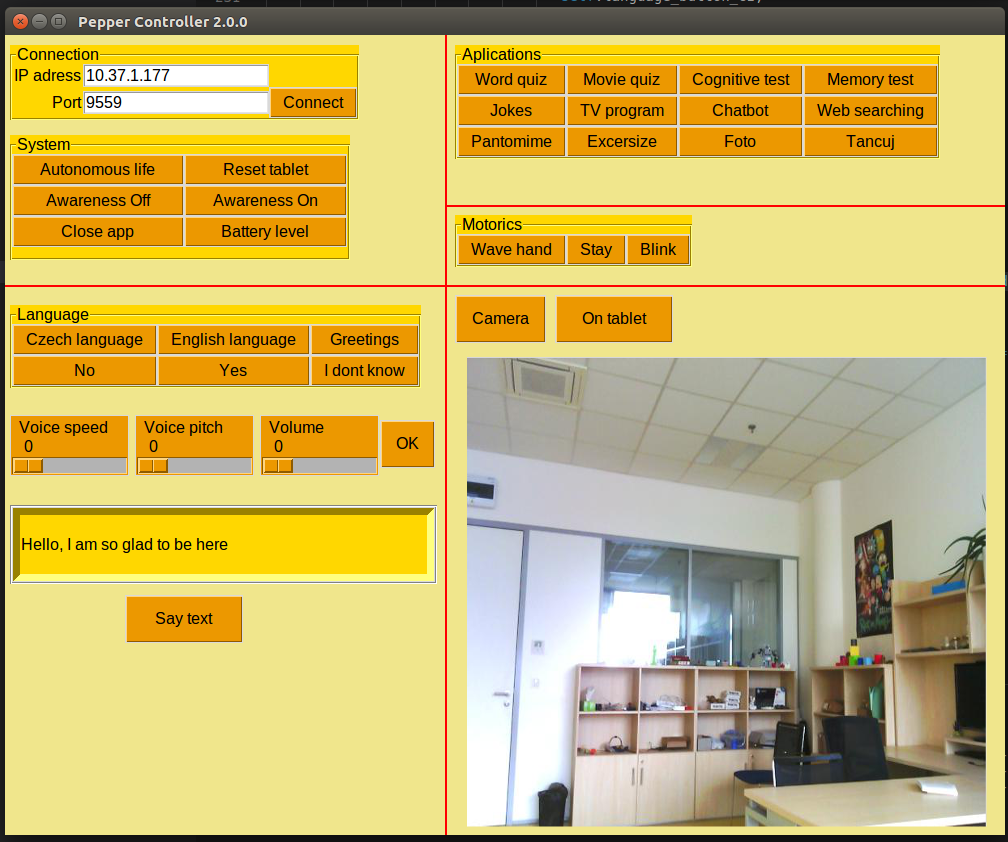 Pepper Controller 2.0.0
Connection
IP adress 10.37.1.177
Port 9559 Connect
System
Autonomous life Reset tablet
Awareness Off Awareness On
Close app Battery level
Aplications
Word quiz Movie quiz Cognitive test Memory test
Jokes TV program Chatbot Web searching
Pantomime Excersize Foto Tancuj
Motorics
Wave hand Stay Blink
Language
Czech language English language Greetings
No Yes I dont know
Voice speed Voice pitch Volume
0 0 0
OK
Hello, I am so glad to be here
Say text
Camera On tablet